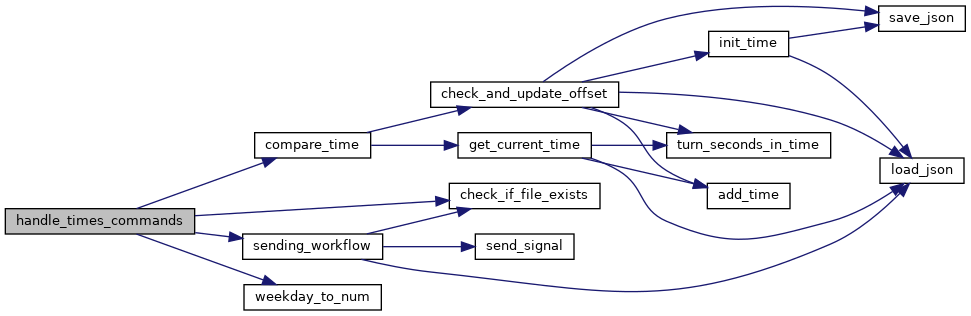 save_json
init_time
check_and_update_offset
compare_time
get_current_time
turn_seconds_in_time
load_json
check_if_file_exists
add_time
handle_times_commands
sending_workflow
send_signal
weekday_to_num